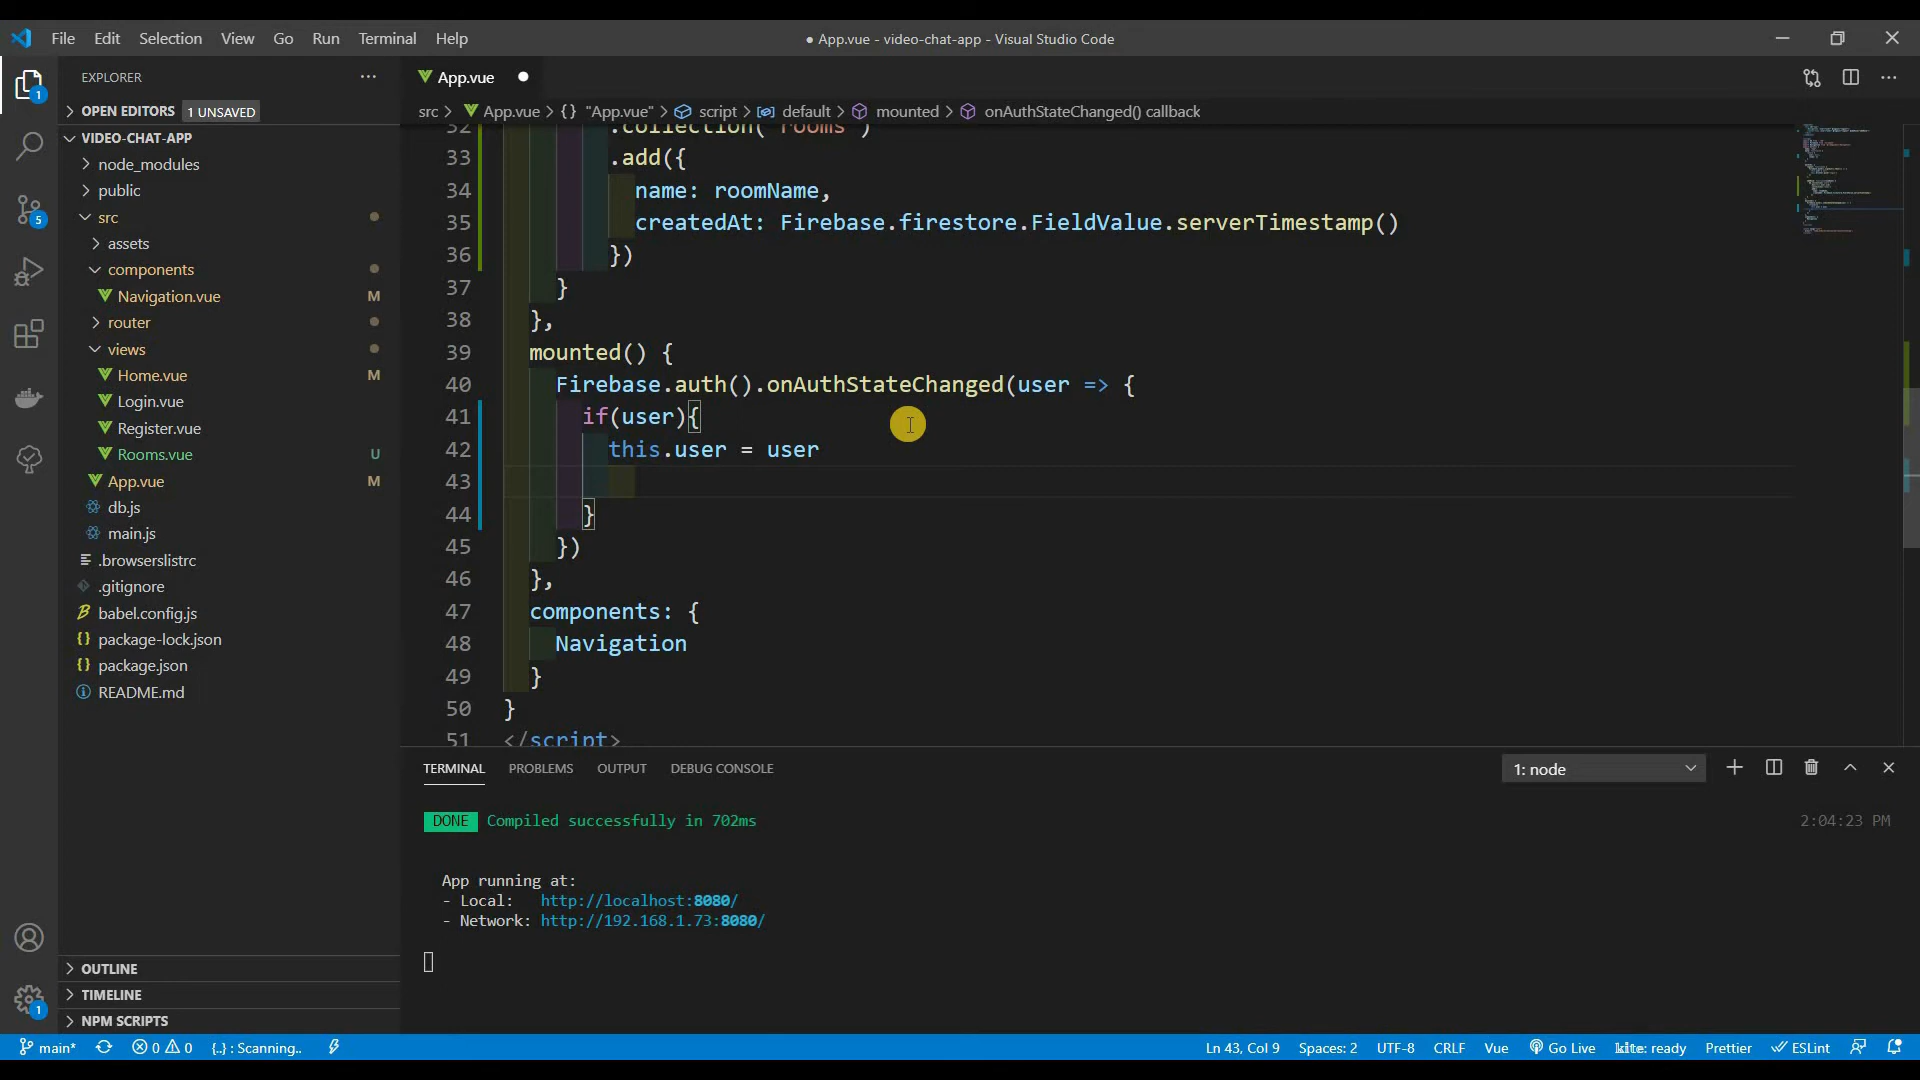 File Edit Selection View Go Run Terminal Help
● App.vue - video-chat-app - Visual Studio Code
EXPLORER
OPEN EDITORS 1 UNSAVED
VIDEO-CHAT-APP
node_modules
public
src
assets
components
Navigation.vue M
router
views
Home.vue M
Login.vue
Register.vue
Rooms.vue U
App.vue M
db.js
main.js
.browserslistrc
.gitignore
babel.config.js
package-lock.json
package.json
README.md
OUTLINE
TIMELINE
NPM SCRIPTS
1
5
1
App.vue ●
src > App.vue > {} "App.vue" > script > default > mounted > onAuthStateChanged() callback
32 .collection("rooms")
33 .add({
34 name: roomName,
35 createdAt: Firebase.firestore.FieldValue.serverTimestamp()
36 })
37 }
38 },
39 mounted() {
40 Firebase.auth().onAuthStateChanged(user => {
41 if(user){
42 this.user = user
43
44 }
45 })
46 },
47 components: {
48 Navigation
49 }
50 }
51 </script>
TERMINAL PROBLEMS OUTPUT DEBUG CONSOLE
1: node
DONE Compiled successfully in 702ms 2:04:23 PM
App running at:
- Local: http://localhost:8080/
- Network: http://192.168.1.73:8080/
main* 0 0 {..} : Scanning.. Ln 43, Col 9 Spaces: 2 UTF-8 CRLF Vue Go Live kite: ready Prettier ESLint